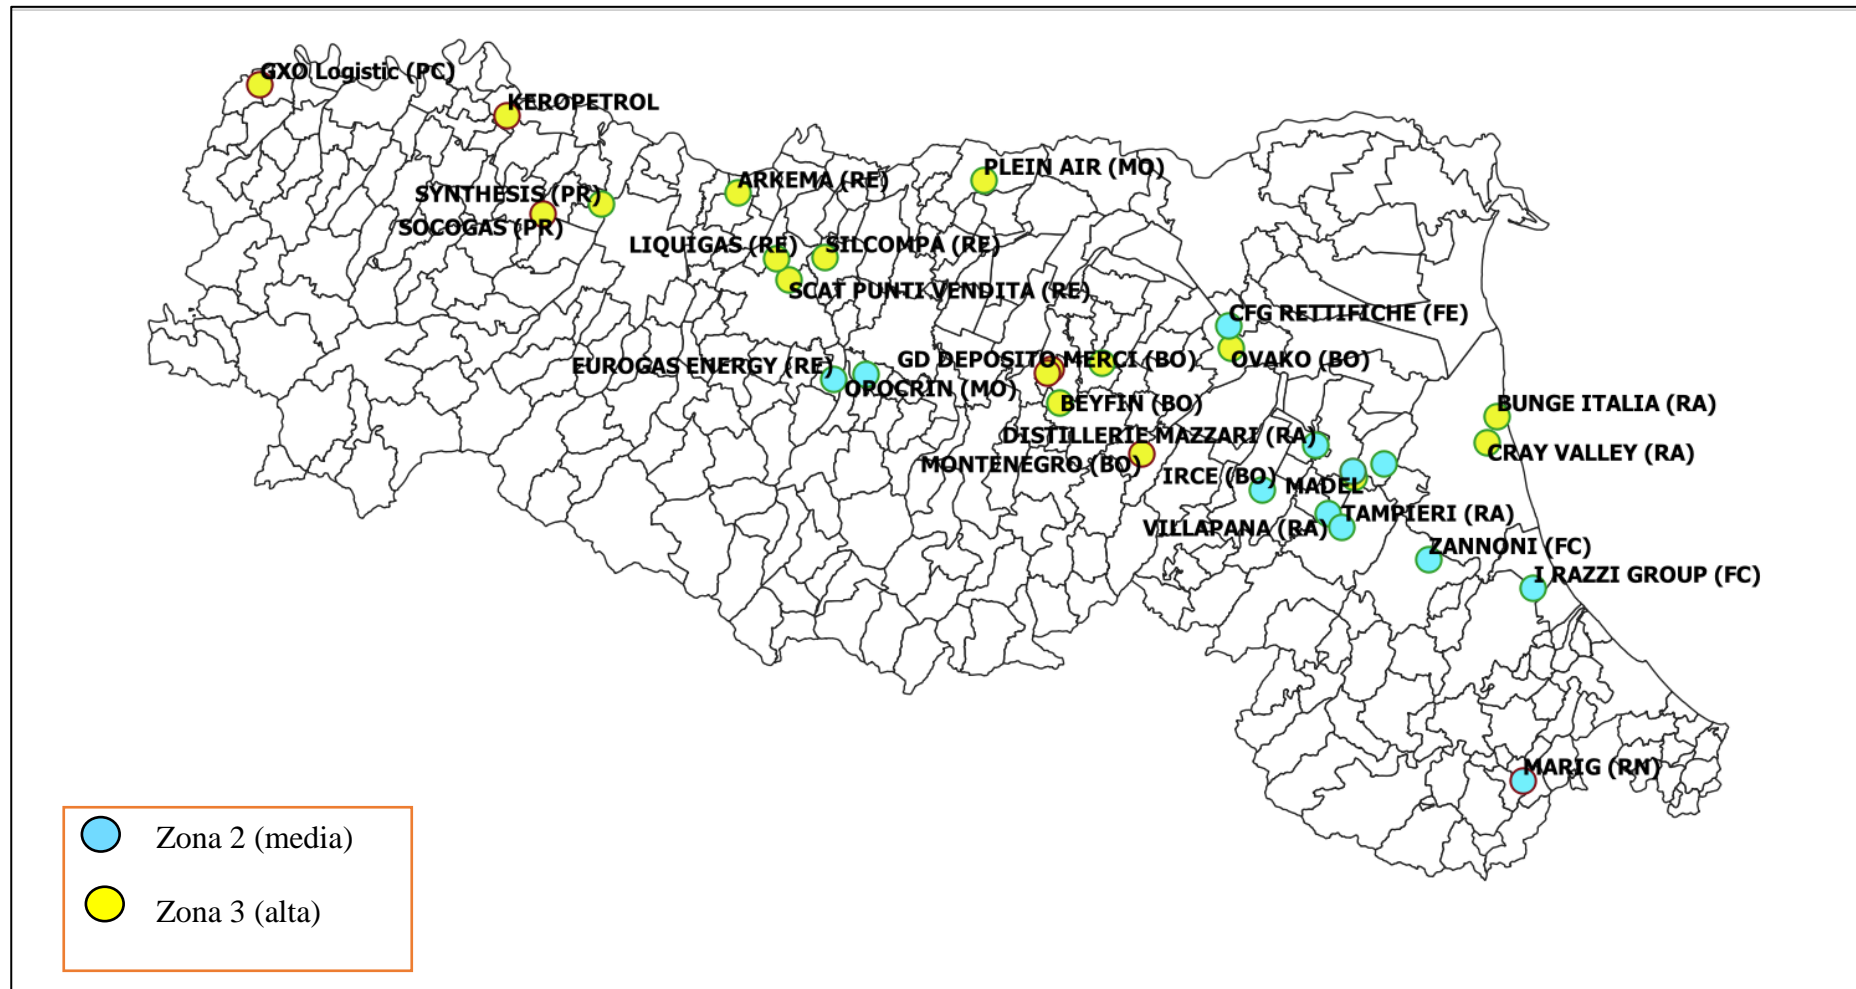 GXO Logistic (PC)
KEROPETROL
PLEIN AIR (MO)
ARKEMA (RE)
SYNTHESIS (PR)
SOCOGAS (PR)
LIQUIGAS (RE)
SILCOMPA (RE)
SCAT PUNTI VENDITA (RE)
CFG RETTIFICHE (FE)
GD DEPOSITO MERCI (BO)
OVAKO (BO)
EUROGAS ENERGY (RE)
OPOCRIN (MO)
BEYFIN (BO)
BUNGE ITALIA (RA)
DISTILLERIE MAZZARI (RA)
CRAY VALLEY (RA)
MONTENEGRO (BO)
IRCE (BO)
MADEL
TAMPIERI (RA)
VILLAPANA (RA)
ZANNONI (FC)
I RAZZI GROUP (FC)
MARIG (RN)
Zona 2 (media)
Zona 3 (alta)